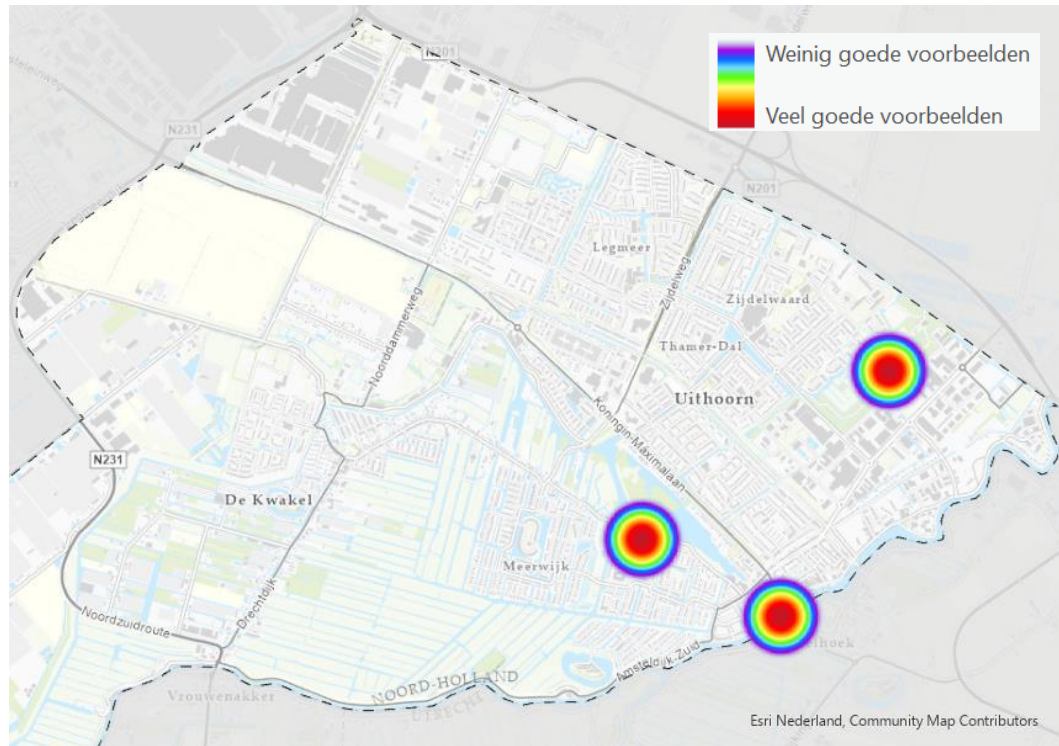 Weinig goede voorbeelden
Veel goede voorbeelden
N201
N231
N201
Legmeer
Zijdelweg
Zijdelwaard
Noorddammerweg
Thamer-Dal
Uithoorn
Koningin-Maximalaan
N231
De Kwakel
Meerwijk
Drechtdijk
Noordzuidroute
Amsteldijk-Zuid
NOORD-HOLLAND
UTRECHT
Vrouwenakker
Esri Nederland, Community Map Contributors